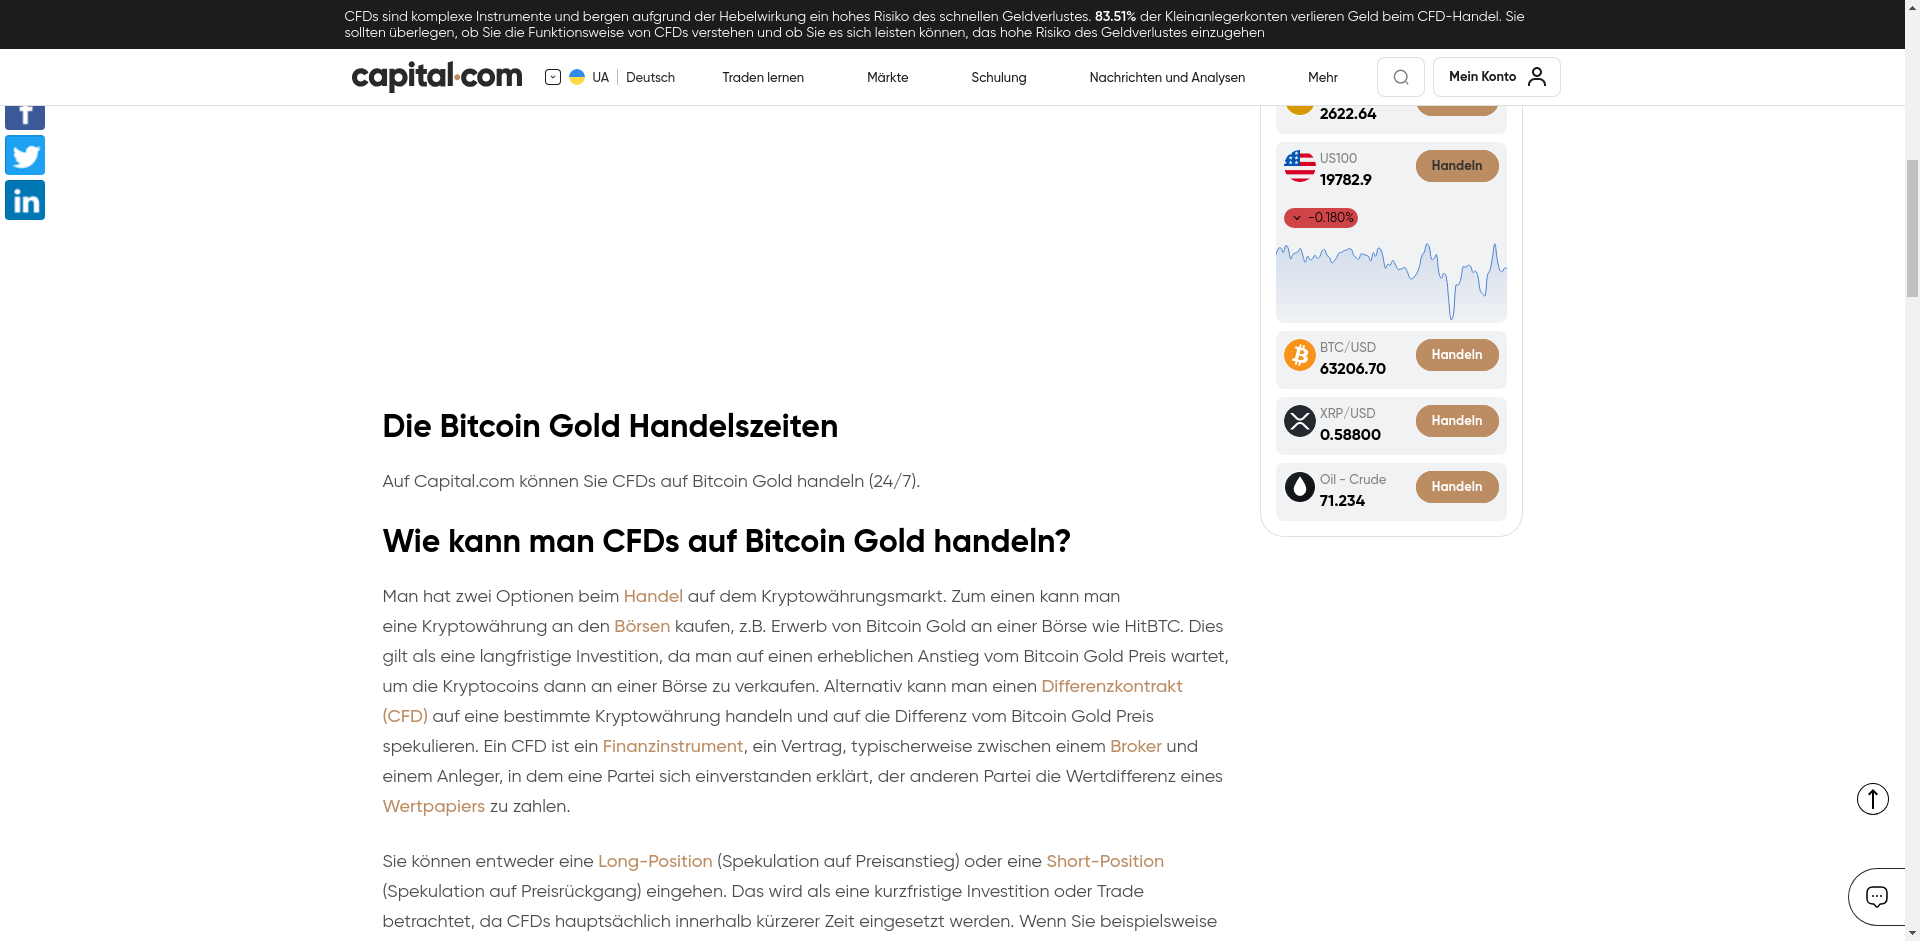 CFDs sind komplexe Instrumente und bergen aufgrund der Hebelwirkung ein hohes Risiko des schnellen Geldverlustes. 83.51% der Kleinanlegerkonten verlieren Geld beim CFD-Handel. Sie
sollten überlegen, ob Sie die Funktionsweise von CFDs verstehen und ob Sie es sich leisten können, das hohe Risiko des Geldverlustes einzugehen
capital.com
UA
Deutsch
Traden lernen
Märkte
Schulung
Nachrichten und Analysen
Mehr
Mein Konto
2622.64
US100
19782.9
Handeln
-0.180%
BTC/USD
63206.70
Handeln
XRP/USD
0.58800
Handeln
Oil - Crude
71.234
Handeln
Die Bitcoin Gold Handelszeiten
Auf Capital.com können Sie CFDs auf Bitcoin Gold handeln (24/7).
Wie kann man CFDs auf Bitcoin Gold handeln?
Man hat zwei Optionen beim Handel auf dem Kryptowährungsmarkt. Zum einen kann man
eine Kryptowährung an den Börsen kaufen, z.B. Erwerb von Bitcoin Gold an einer Börse wie HitBTC. Dies
gilt als eine langfristige Investition, da man auf einen erheblichen Anstieg vom Bitcoin Gold Preis wartet,
um die Kryptocoins dann an einer Börse zu verkaufen. Alternativ kann man einen Differenzkontrakt
(CFD) auf eine bestimmte Kryptowährung handeln und auf die Differenz vom Bitcoin Gold Preis
spekulieren. Ein CFD ist ein Finanzinstrument, ein Vertrag, typischerweise zwischen einem Broker und
einem Anleger, in dem eine Partei sich einverstanden erklärt, der anderen Partei die Wertdifferenz eines
Wertpapiers zu zahlen.
Sie können entweder eine Long-Position (Spekulation auf Preisanstieg) oder eine Short-Position
(Spekulation auf Preisrückgang) eingehen. Das wird als eine kurzfristige Investition oder Trade
betrachtet, da CFDs hauptsächlich innerhalb kürzerer Zeit eingesetzt werden. Wenn Sie beispielsweise